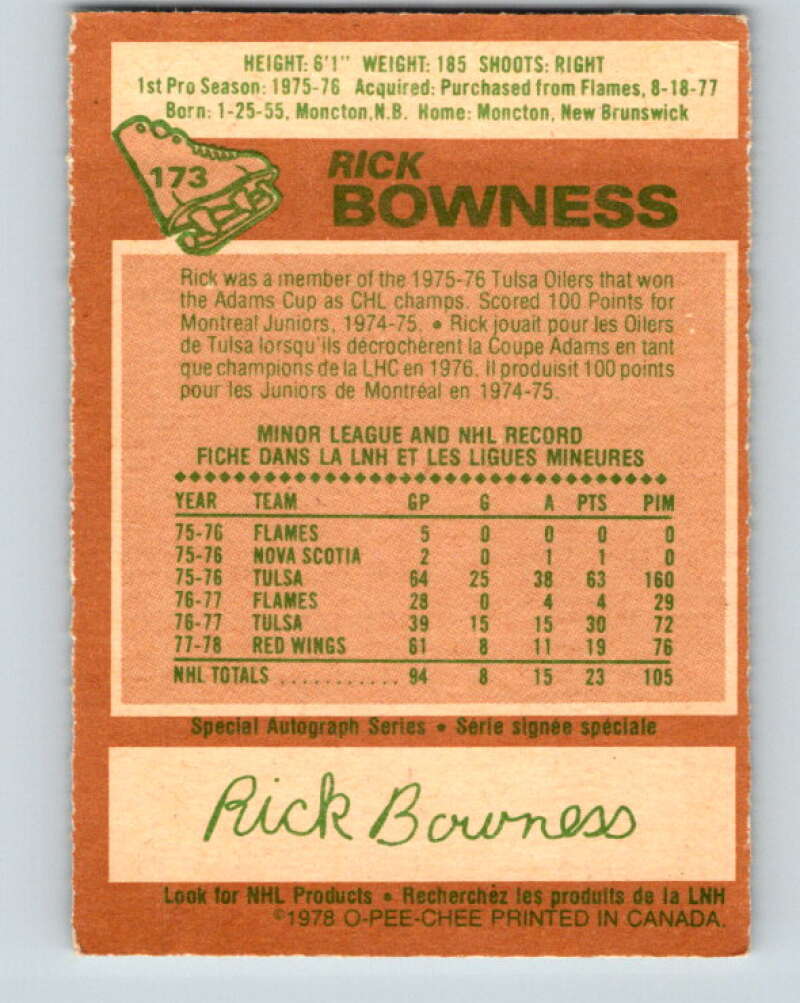 HEIGHT: 6'1" WEIGHT: 185 SHOOTS: RIGHT
1st Pro Season: 1975-76 Acquired: Purchased from Flames, 8-18-77
Born: 1-25-55, Moncton, N.B. Home: Moncton, New Brunswick
173
RICK
BOWNESS
Rick was a member of the 1975-76 Tulsa Oilers that won
the Adams Cup as CHL champs. Scored 100 Points for
Montreal Juniors, 1974-75. • Rick jouait pour les Oilers
de Tulsa lorsqu'ils décrochèrent la Coupe Adams en tant
que champions de la LHC en 1976. Il produisit 100 points
pour les Juniors de Montréal en 1974-75.
MINOR LEAGUE AND NHL RECORD
FICHE DANS LA LNH ET LES LIGUES MINEURES
YEAR TEAM GP G A PTS PIM
75-76 FLAMES 5 0 0 0 0
75-76 NOVA SCOTIA 2 0 1 1 0
75-76 TULSA 64 25 38 63 160
76-77 FLAMES 28 0 4 4 29
76-77 TULSA 39 15 15 30 72
77-78 RED WINGS 61 8 11 19 76
NHL TOTALS ........... 94 8 15 23 105
Special Autograph Series • Série signée spéciale
Rick Bowness
Look for NHL Products • Recherchèz les produits de la LNH
©1978 O-PEE-CHEE PRINTED IN CANADA.